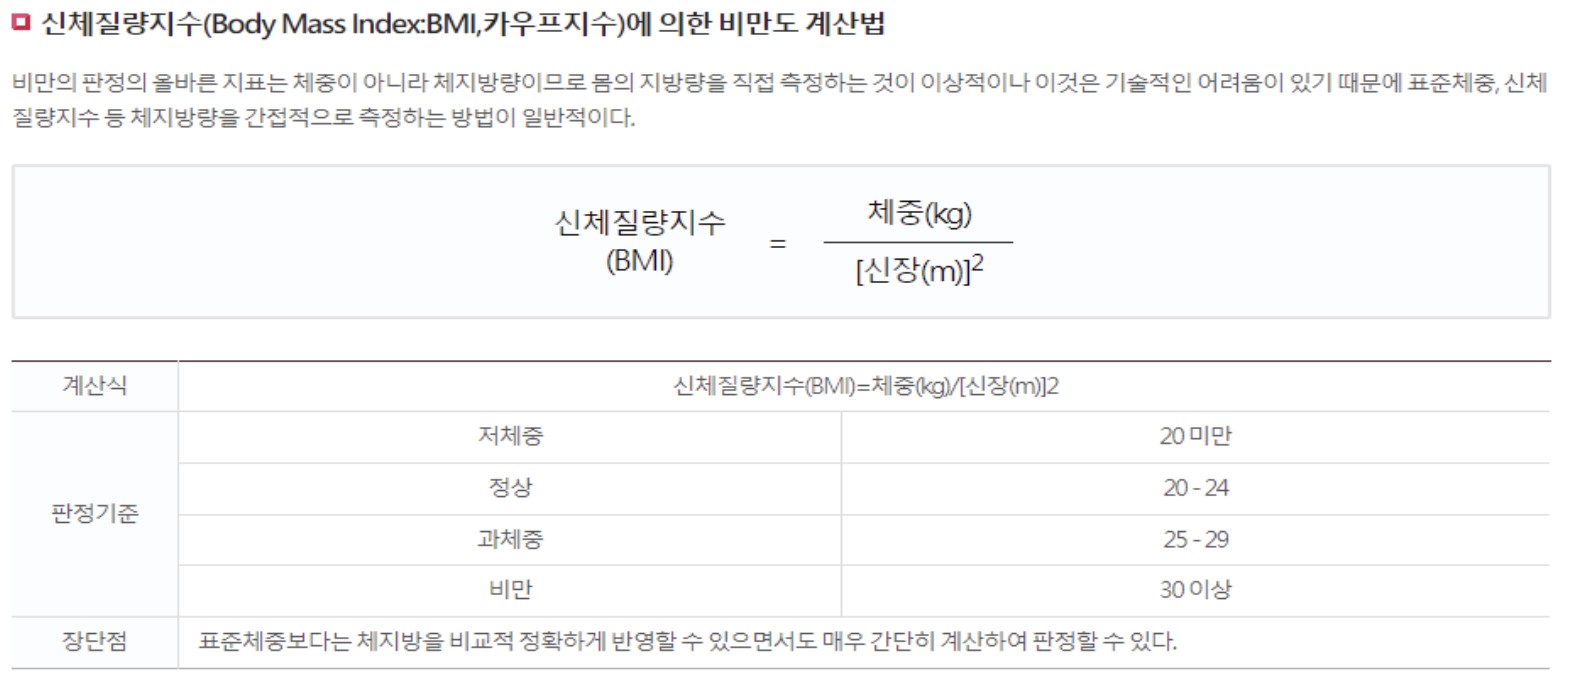 신체질량지수(Body Mass Index:BMI,카우프지수)에 의한 비만도 계산법
비만의 판정의 올바른 지표는 체중이 아니라 체지방량이므로 몸의 지방량을 직접 측정하는 것이 이상적이나 이것은 기술적인 어려움이 있기 때문에 표준체중, 신체
질량지수 등 체지방량을 간접적으로 측정하는 방법이 일반적이다.
신체질량지수
(BMI)
=
체중(kg)
[신장(m)]²
계산식 신체질량지수(BMI)=체중(kg)/[신장(m)]2
판정기준
저체중 20 미만
정상 20 - 24
과체중 25 - 29
비만 30 이상
장단점 표준체중보다는 체지방을 비교적 정확하게 반영할 수 있으면서도 매우 간단히 계산하여 판정할 수 있다.